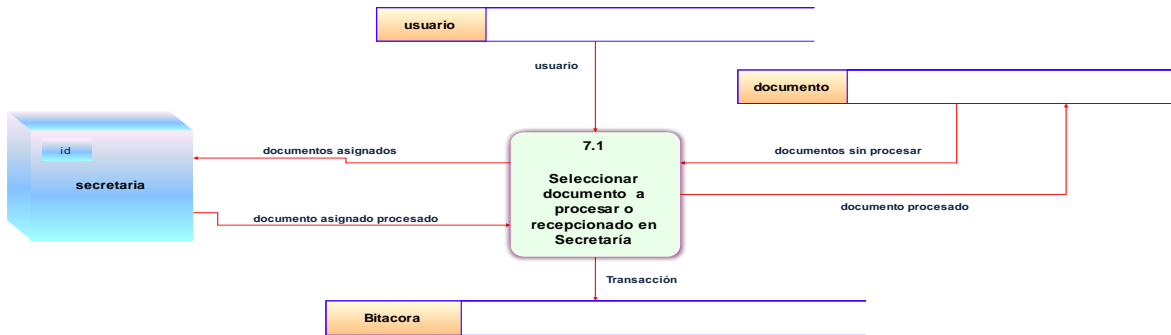 usuario
usuario
documento
id
secretaria
documentos asignados
documento asignado procesado
7.1
Seleccionar
documento a
procesar o
recepcionado en
Secretaría
documentos sin procesar
documento procesado
Transacción
Bitacora